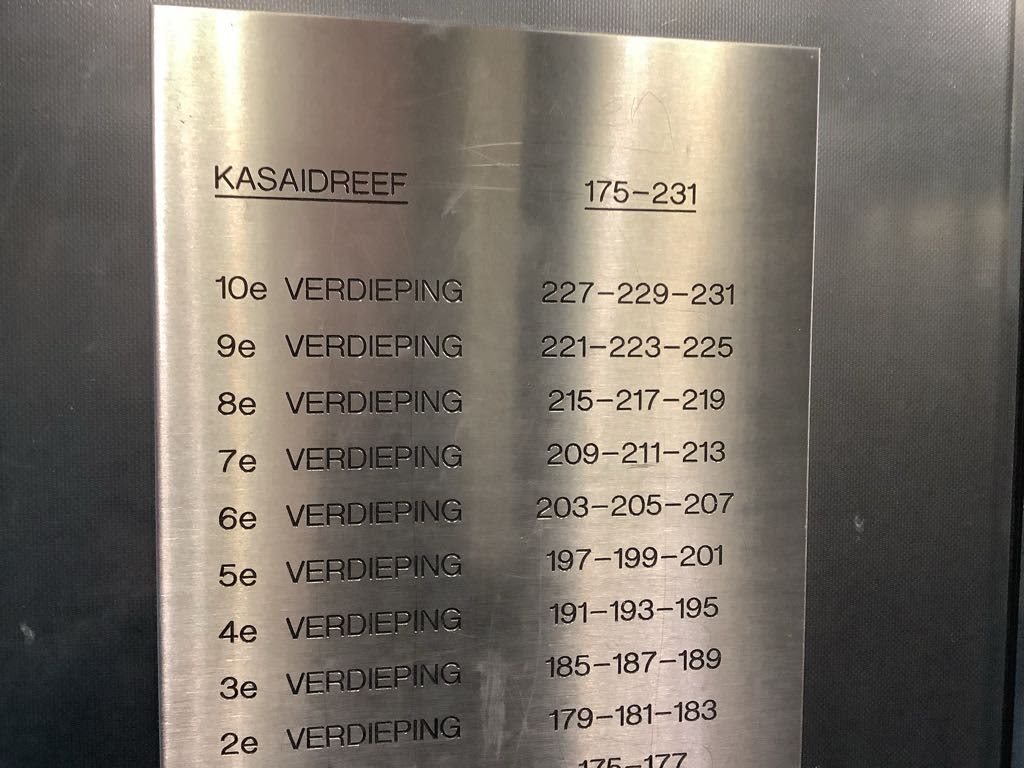 KASAIDREEF 175-231
10e VERDIEPING 227-229-231
9e VERDIEPING 221-223-225
8e VERDIEPING 215-217-219
7e VERDIEPING 209-211-213
6e VERDIEPING 203-205-207
5e VERDIEPING 197-199-201
4e VERDIEPING 191-193-195
3e VERDIEPING 185-187-189
2e VERDIEPING 179-181-183
175-177